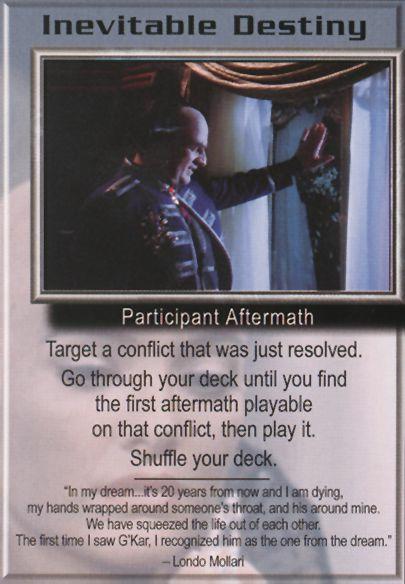 Inevitable Destiny
Participant Aftermath
Target a conflict that was just resolved.
Go through your deck until you find
the first aftermath playable
on that conflict, then play it.
Shuffle your deck.
"In my dream...it's 20 years from now and I am dying,
my hands wrapped around someone's throat, and his around mine.
We have squeezed the life out of each other.
The first time I saw G'Kar, I recognized him as the one from the dream."
– Londo Mollari